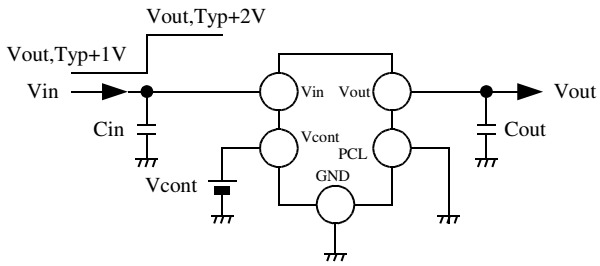 Vout,Typ+2V
Vout,Typ+1V
Vin
Vin
Vout
Vout
Cin
Vcont
PCL
Cout
Vcont
GND